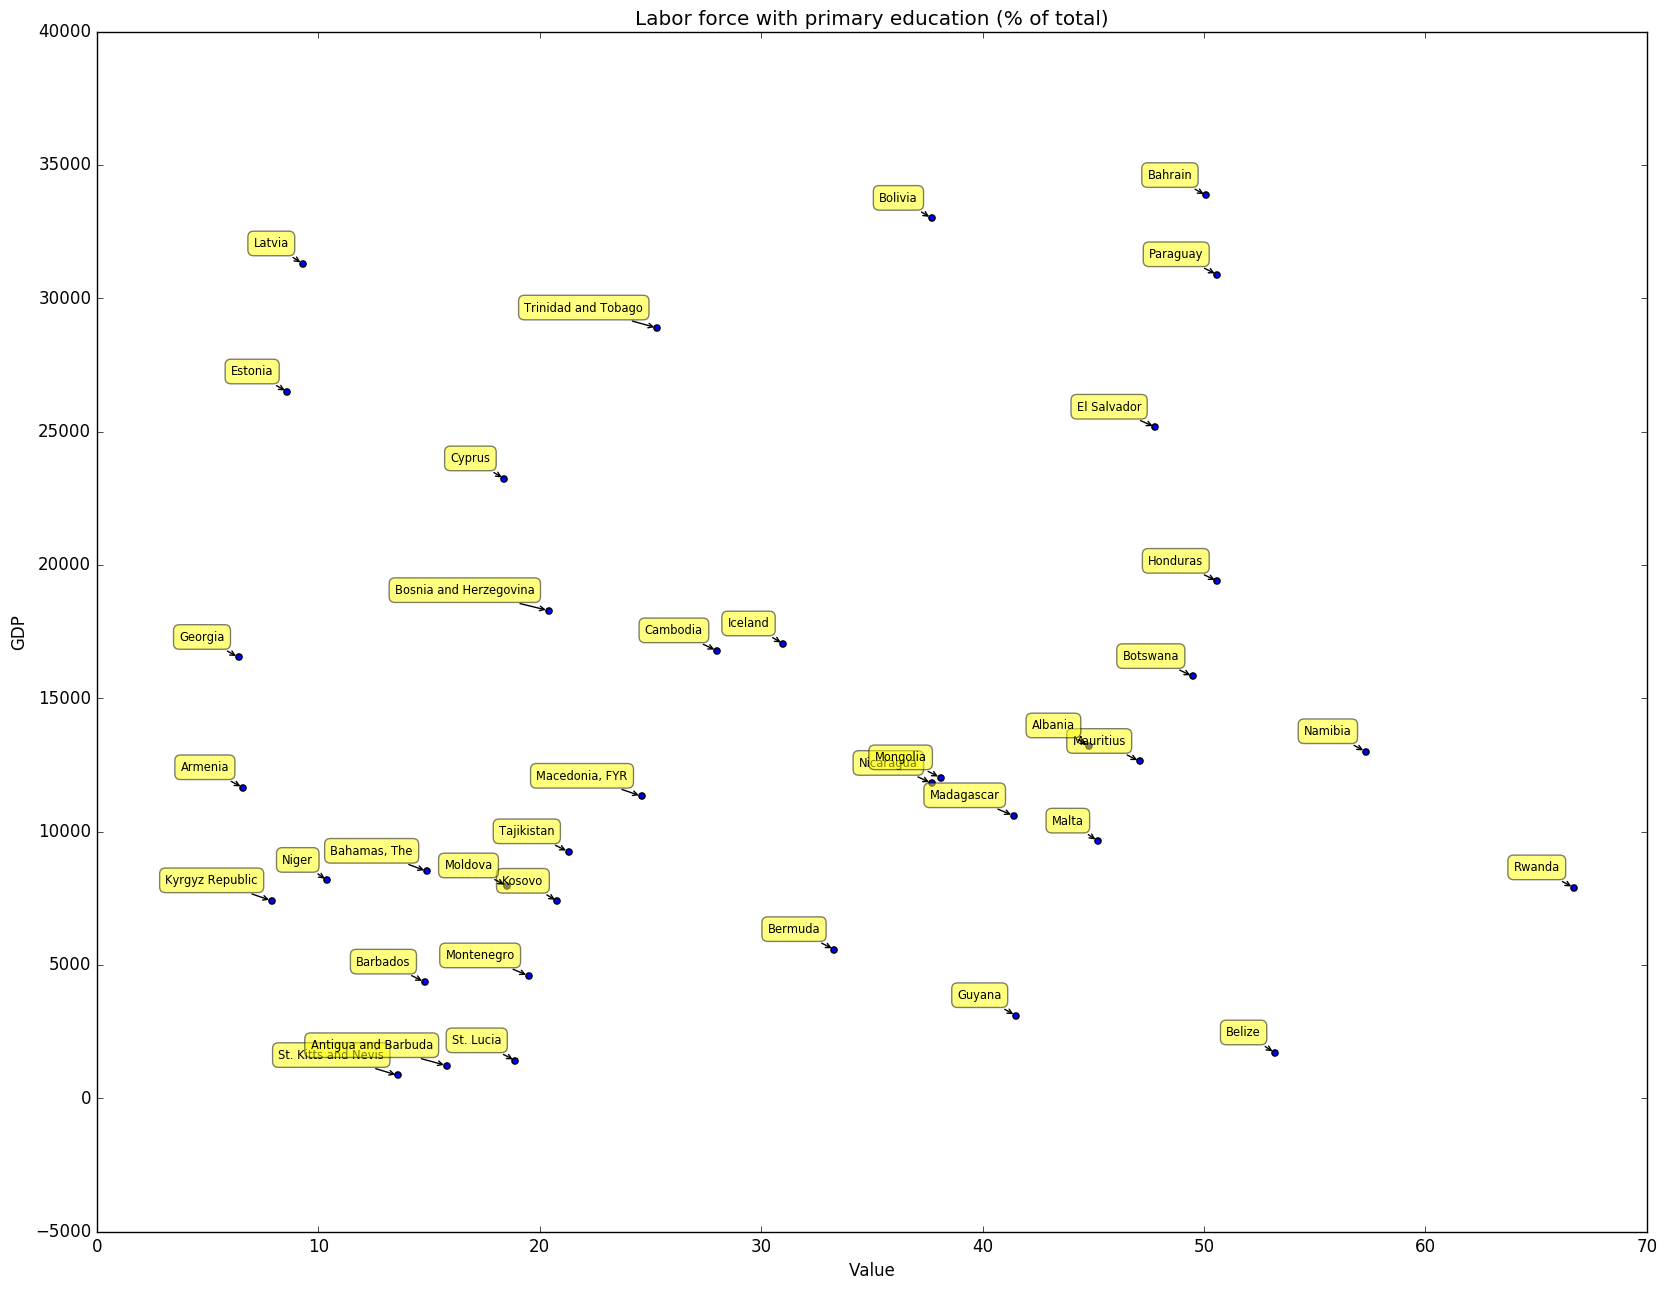 Labor force with primary education (% of total)
40000
35000
30000
25000
20000
15000
10000
5000
0
−5000
GDP
Bahrain
Bolivia
Latvia
Paraguay
Trinidad and Tobago
Estonia
El Salvador
Cyprus
Honduras
Bosnia and Herzegovina
Iceland
Cambodia
Georgia
Botswana
Albania
Namibia
Mauritius
Mongolia
Nicaragua
Armenia
Macedonia, FYR
Madagascar
Malta
Tajikistan
Bahamas, The
Niger
Moldova
Rwanda
Kyrgyz Republic
Kosovo
Bermuda
Montenegro
Barbados
Guyana
Belize
St. Lucia
Antigua and Barbuda
St. Kitts and Nevis
0 10 20 30 40 50 60 70
Value